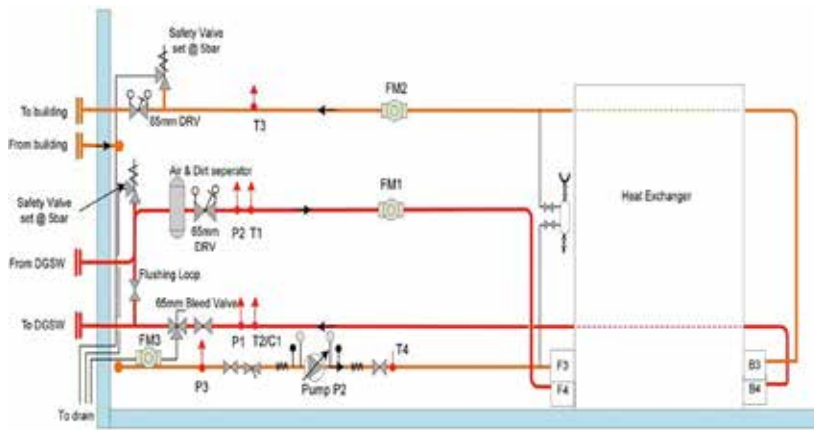 Safety Valve
set @ 5bar
FM2
To building
65mm DRV
T3
From building
Air & Dirt seperator
FM1
Heat Exchanger
Safety Valve
set @ 5bar
65mm
DRV
P2
T1
From DGSW
Flushing Loop
65mm Bleed Valve
To DGSW
FM3
P1
T2/C1
T4
P3
Pump P2
F3
F4
B3
B4
To drain